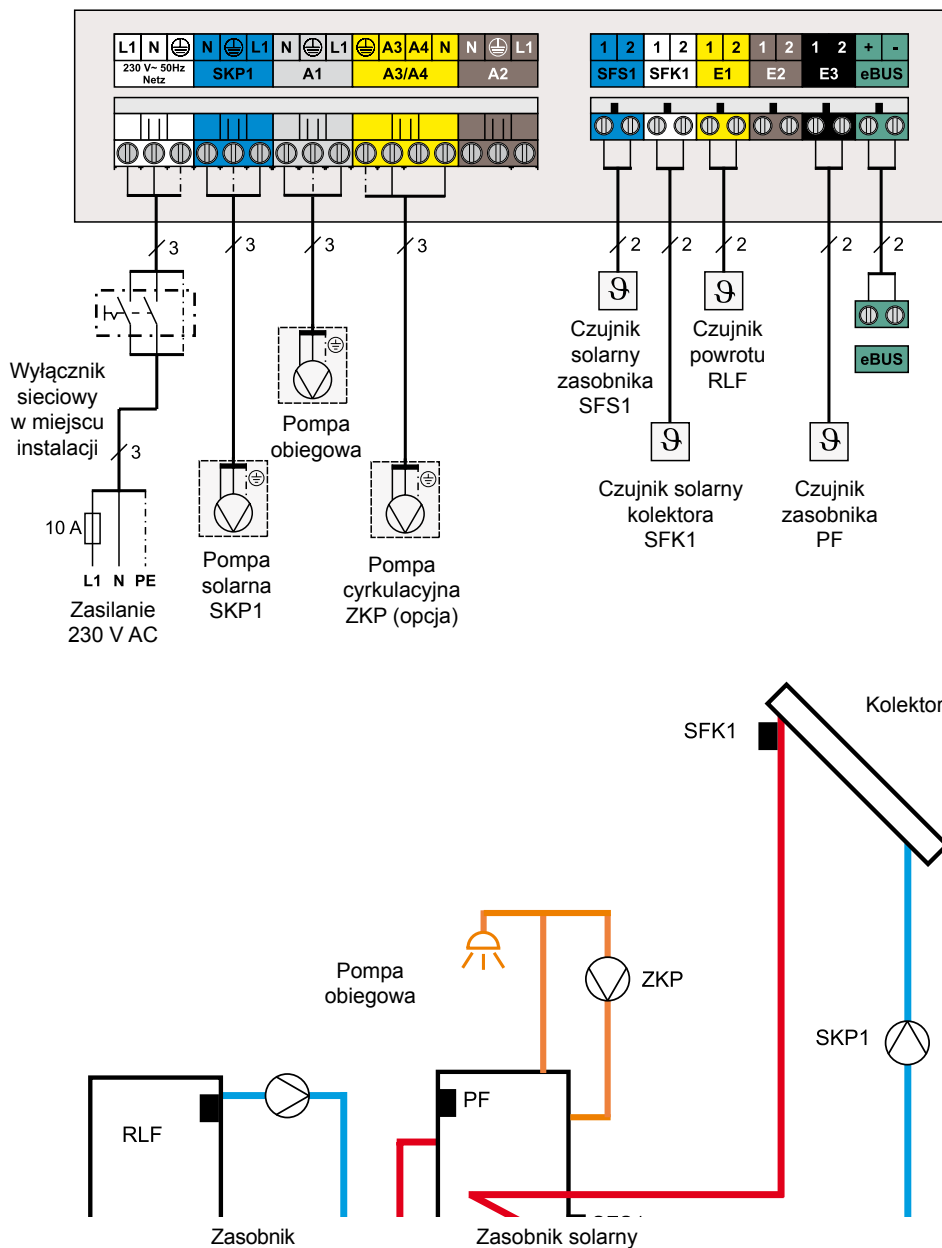 L1 N N L1 N L1 A3 A4 N N L1
230 V~ 50Hz
Netz
SKP1 A1 A3/A4 A2
1 2 1 2 1 2 1 2 1 2 + -
SFS1 SFK1 E1 E2 E3 eBUS
3 3 3 3 2 2 2 2 2
ϑ ϑ
Czujnik
solarny
zasobnika
SFS1
Czujnik
powrotu
RLF
eBUS
Wyłącznik
sieciowy
w miejscu
instalacji
3
Pompa
obiegowa
ϑ ϑ
Czujnik solarny
kolektora
SFK1
Czujnik
zasobnika
PF
10 A
L1 N PE
Zasilanie
230 V AC
Pompa
solarna
SKP1
Pompa
cyrkulacyjna
ZKP (opcja)
Kolektor
SFK1
Pompa
obiegowa
ZKP
SKP1
PF
RLF
Zasobnik
Zasobnik solarny